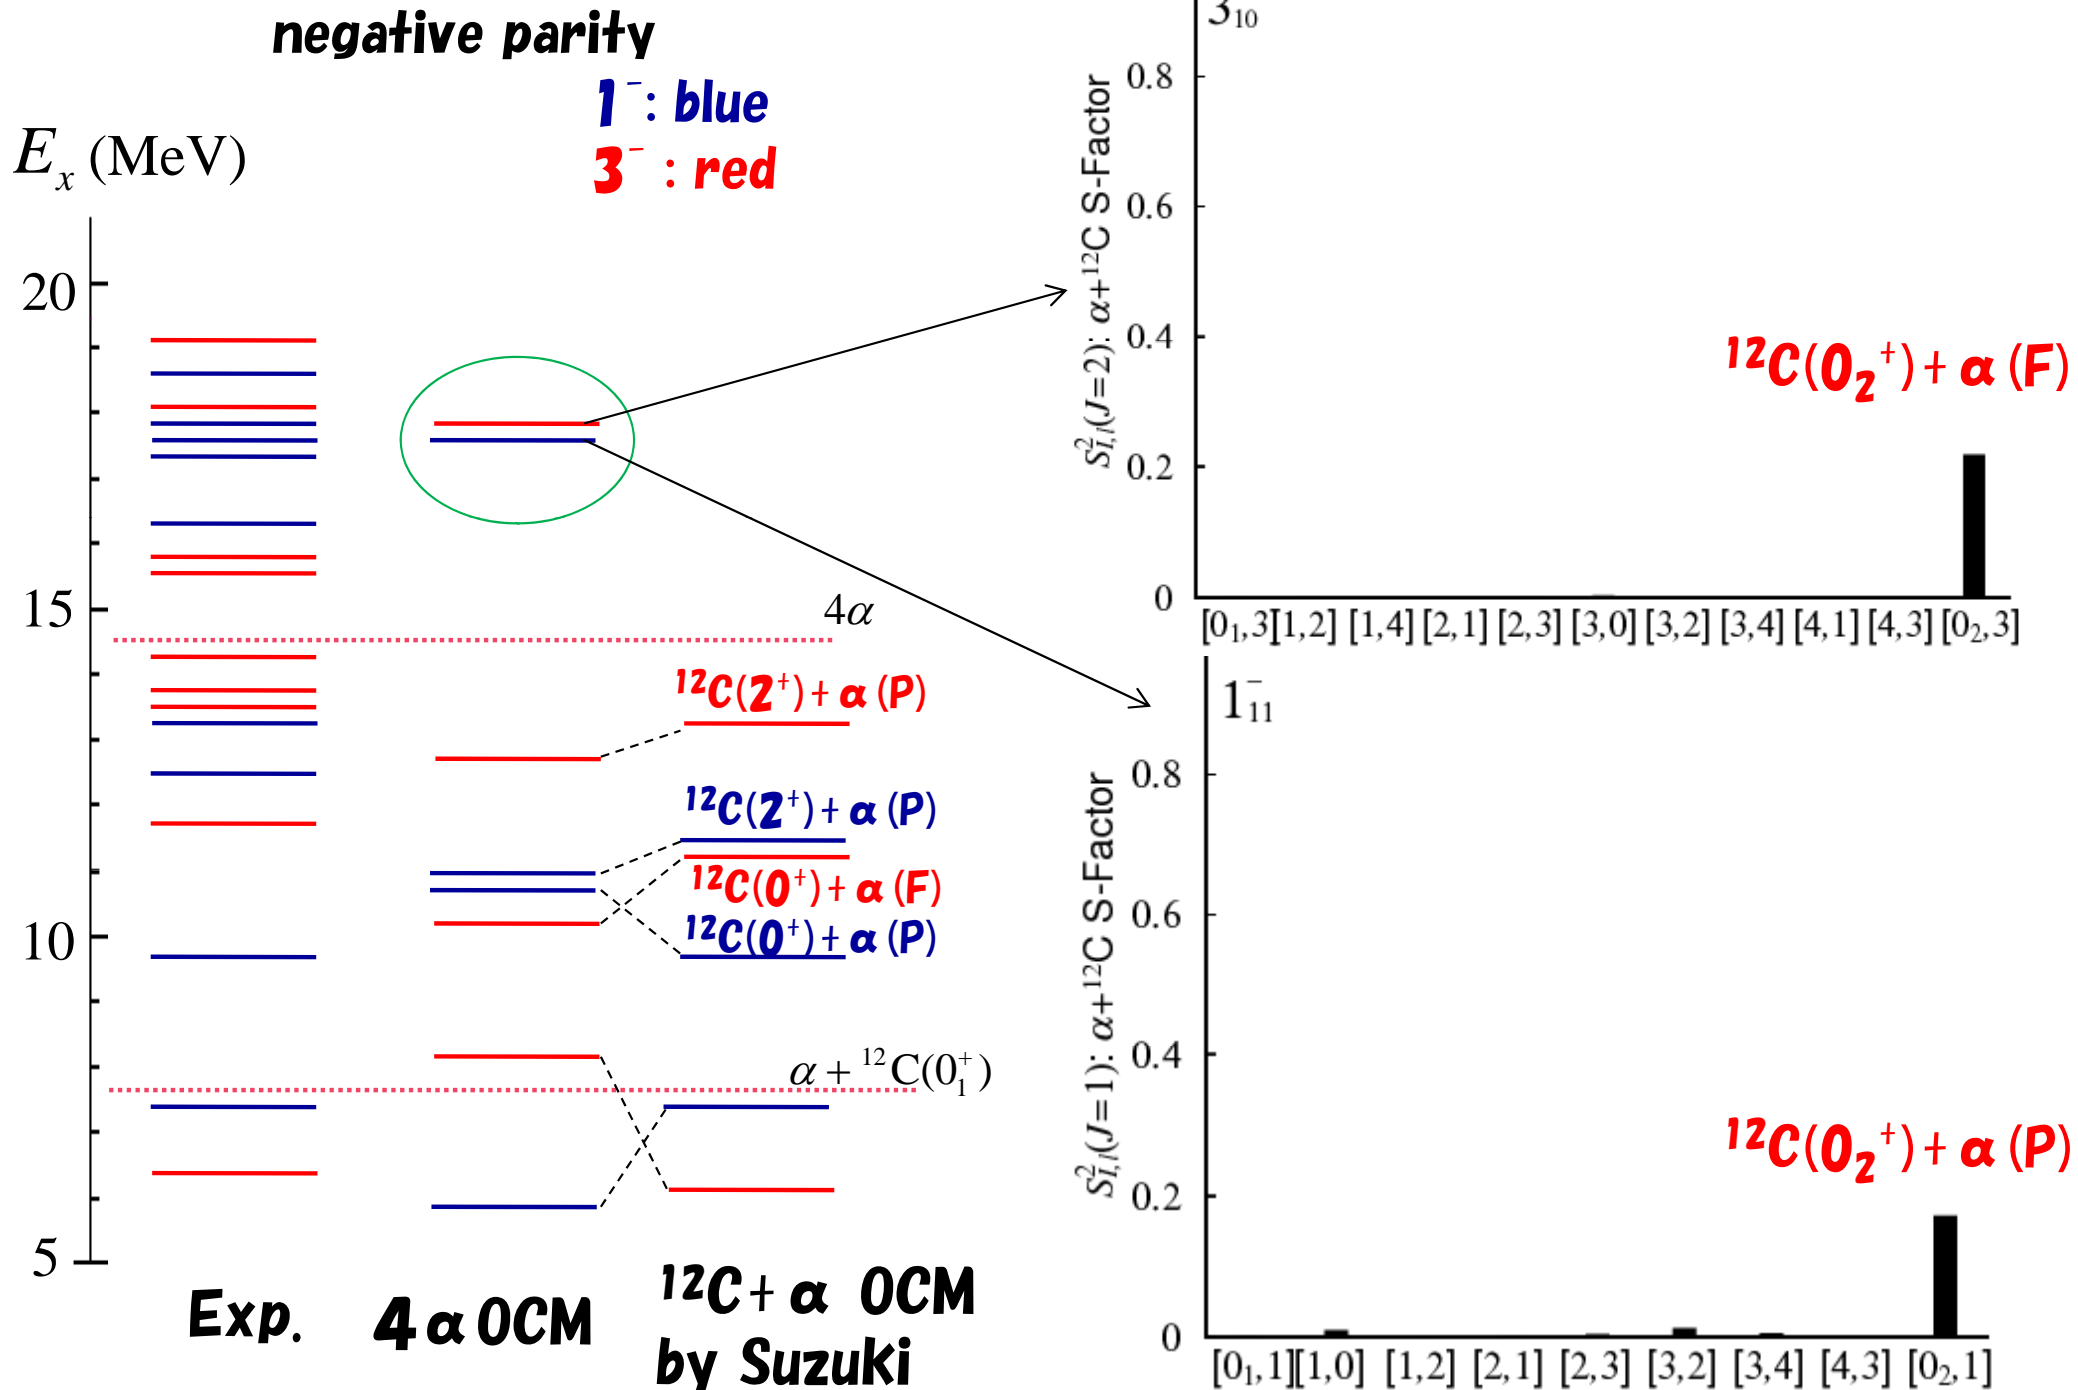 negative parity
1⁻: blue
3⁻ : red
Eₓ (MeV)
20
15
10
5
4α
¹²C(2⁺)+ α (P)
¹²C(2⁺)+ α (P)
¹²C(0⁺)+ α (F)
¹²C(0⁺)+ α (P)
α + ¹²C(0₁⁺)
Exp.
4α OCM
¹²C+ α OCM
by Suzuki
3₁₀
S²_{I,l}(J=2): α+¹²C S-Factor
0.8
0.6
0.4
0.2
0
¹²C(0₂⁺)+ α (F)
[0₁,3] [1,2] [1,4] [2,1] [2,3] [3,0] [3,2] [3,4] [4,1] [4,3] [0₂,3]
1⁻₁₁
S²_{I,l}(J=1): α+¹²C S-Factor
0.8
0.6
0.4
0.2
0
¹²C(0₂⁺)+ α (P)
[0₁,1] [1,0] [1,2] [2,1] [2,3] [3,2] [3,4] [4,3] [0₂,1]